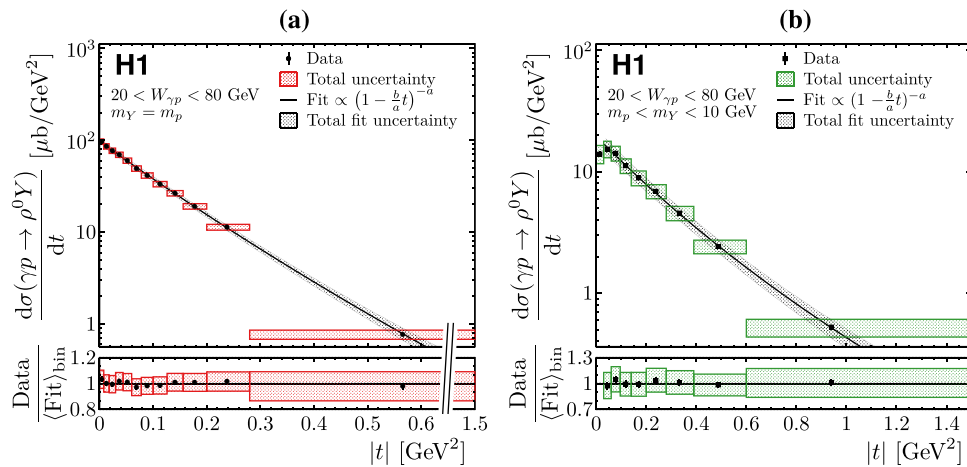 (a)
H1
20 < W_γp < 80 GeV
m_Y = m_p
Data
Total uncertainty
Fit ∝ (1 − b/a t)^−a
Total fit uncertainty
dσ(γp → ρ⁰Y) / dt [μb/GeV²]
10²
10
1
Data / ⟨Fit⟩_bin
1.2
1
0.8
0 0.1 0.2 0.3 0.4 0.5 0.6 1.5
|t| [GeV²]
(b)
H1
20 < W_γp < 80 GeV
m_p < m_Y < 10 GeV
Data
Total uncertainty
Fit ∝ (1 − b/a t)^−a
Total fit uncertainty
dσ(γp → ρ⁰Y) / dt [μb/GeV²]
10²
10
1
Data / ⟨Fit⟩_bin
1.3
1
0.7
0 0.2 0.4 0.6 0.8 1 1.2 1.4
|t| [GeV²]